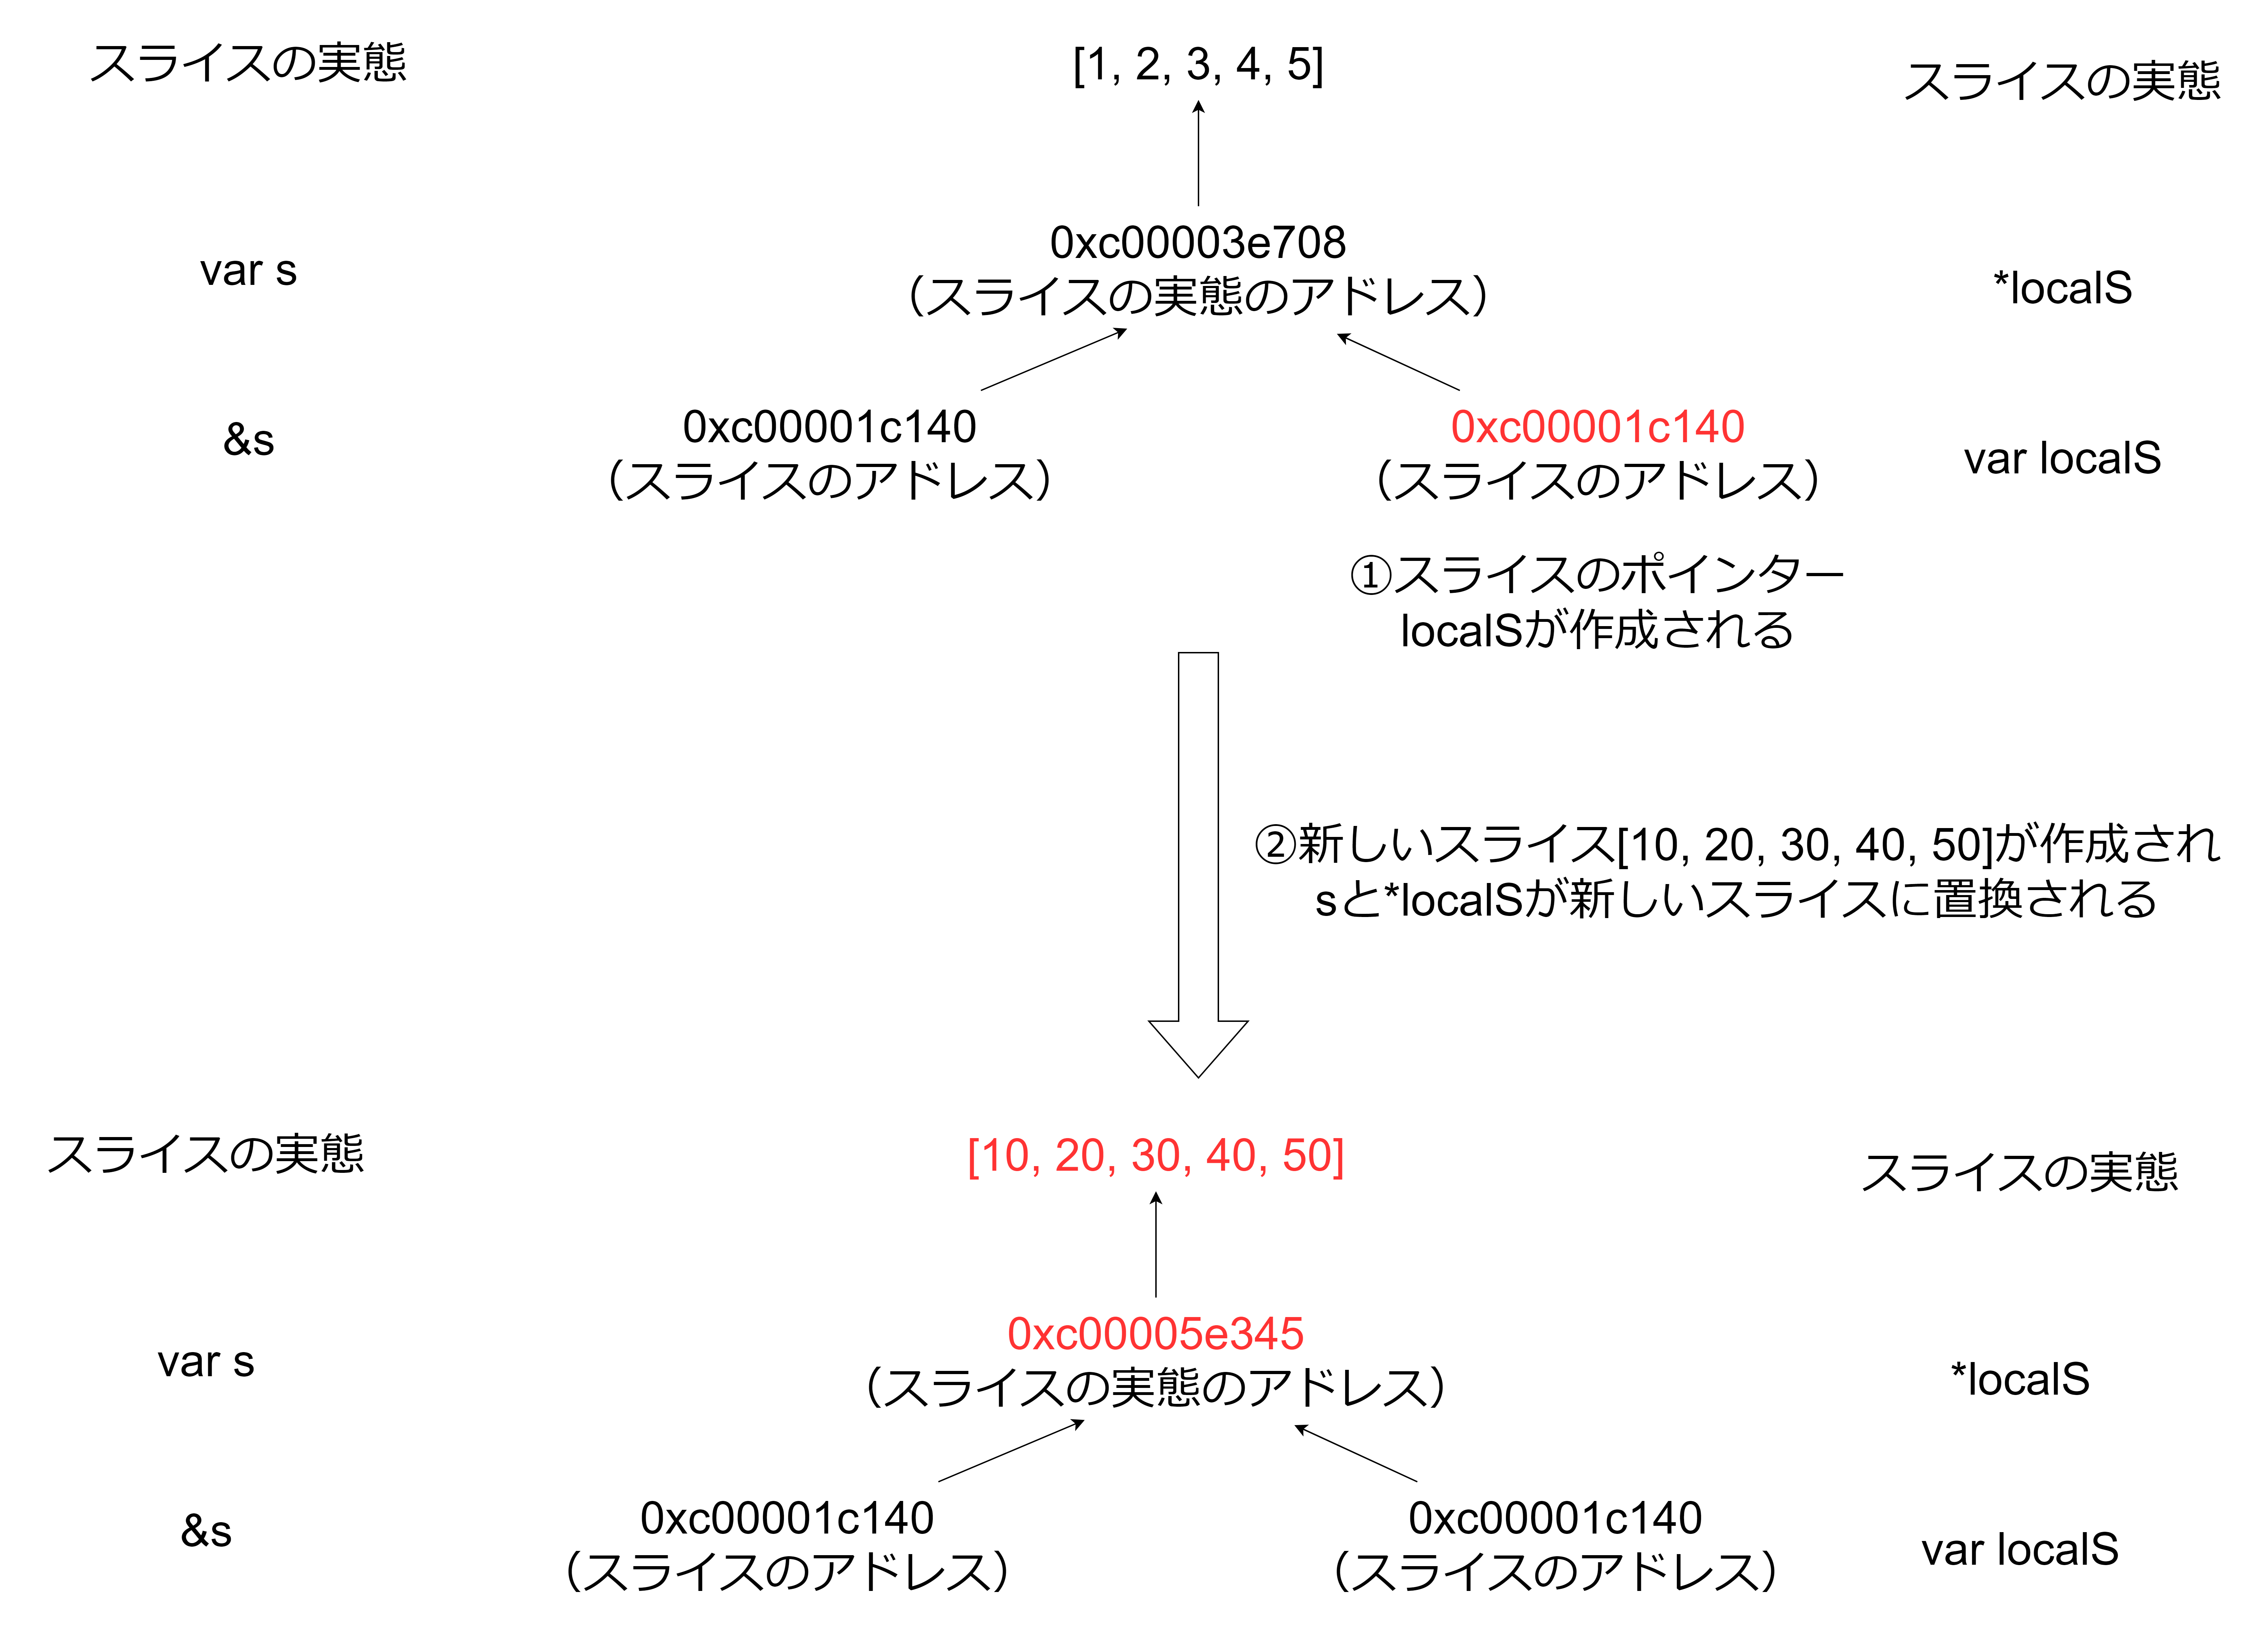 スライスの実態
[1, 2, 3, 4, 5]
スライスの実態
var s
0xc00003e708
（スライスの実態のアドレス）
*localS
&s
0xc00001c140
（スライスのアドレス）
0xc00001c140
（スライスのアドレス）
var localS
①スライスのポインター
localSが作成される
②新しいスライス[10, 20, 30, 40, 50]が作成され
sと*localSが新しいスライスに置換される
スライスの実態
[10, 20, 30, 40, 50]
スライスの実態
var s
0xc00005e345
（スライスの実態のアドレス）
*localS
&s
0xc00001c140
（スライスのアドレス）
0xc00001c140
（スライスのアドレス）
var localS